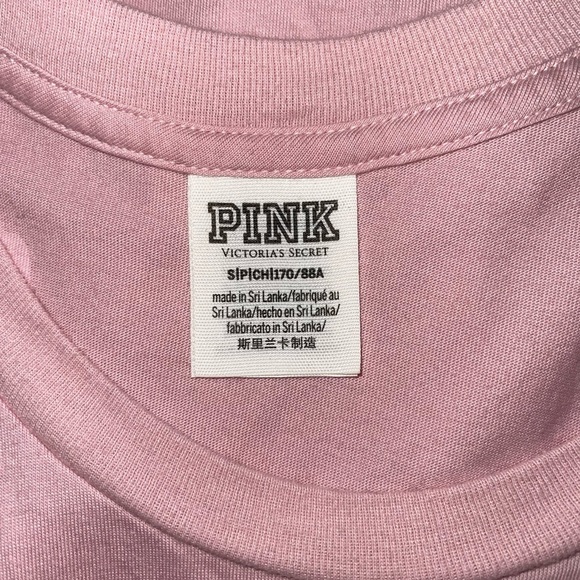 PINK
VICTORIA'S SECRET
S|P|CH|170/88A
made in Sri Lanka/fabriqué au
Sri Lanka/hecho en Sri Lanka/
fabbricato in Sri Lanka/
斯里兰卡制造